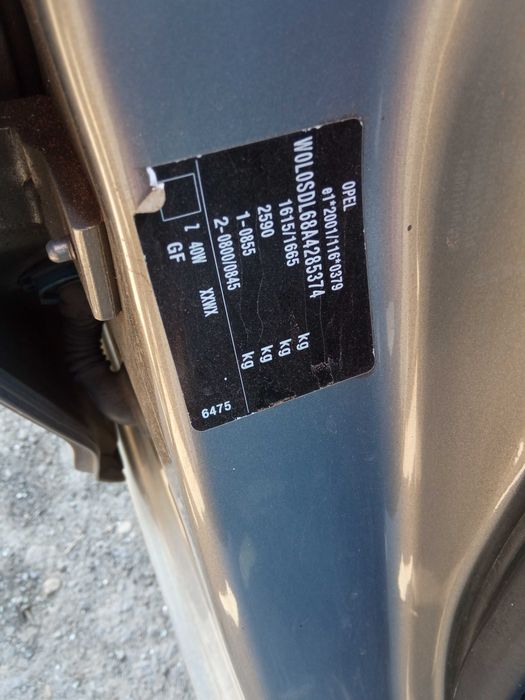 OPEL
e1*2001/116*0379
W0L0SDL68A4285374
1615/1665 kg
2590 kg
1-0855 kg
2-0800/0845 kg
Z 40W XXWX
GF 6475